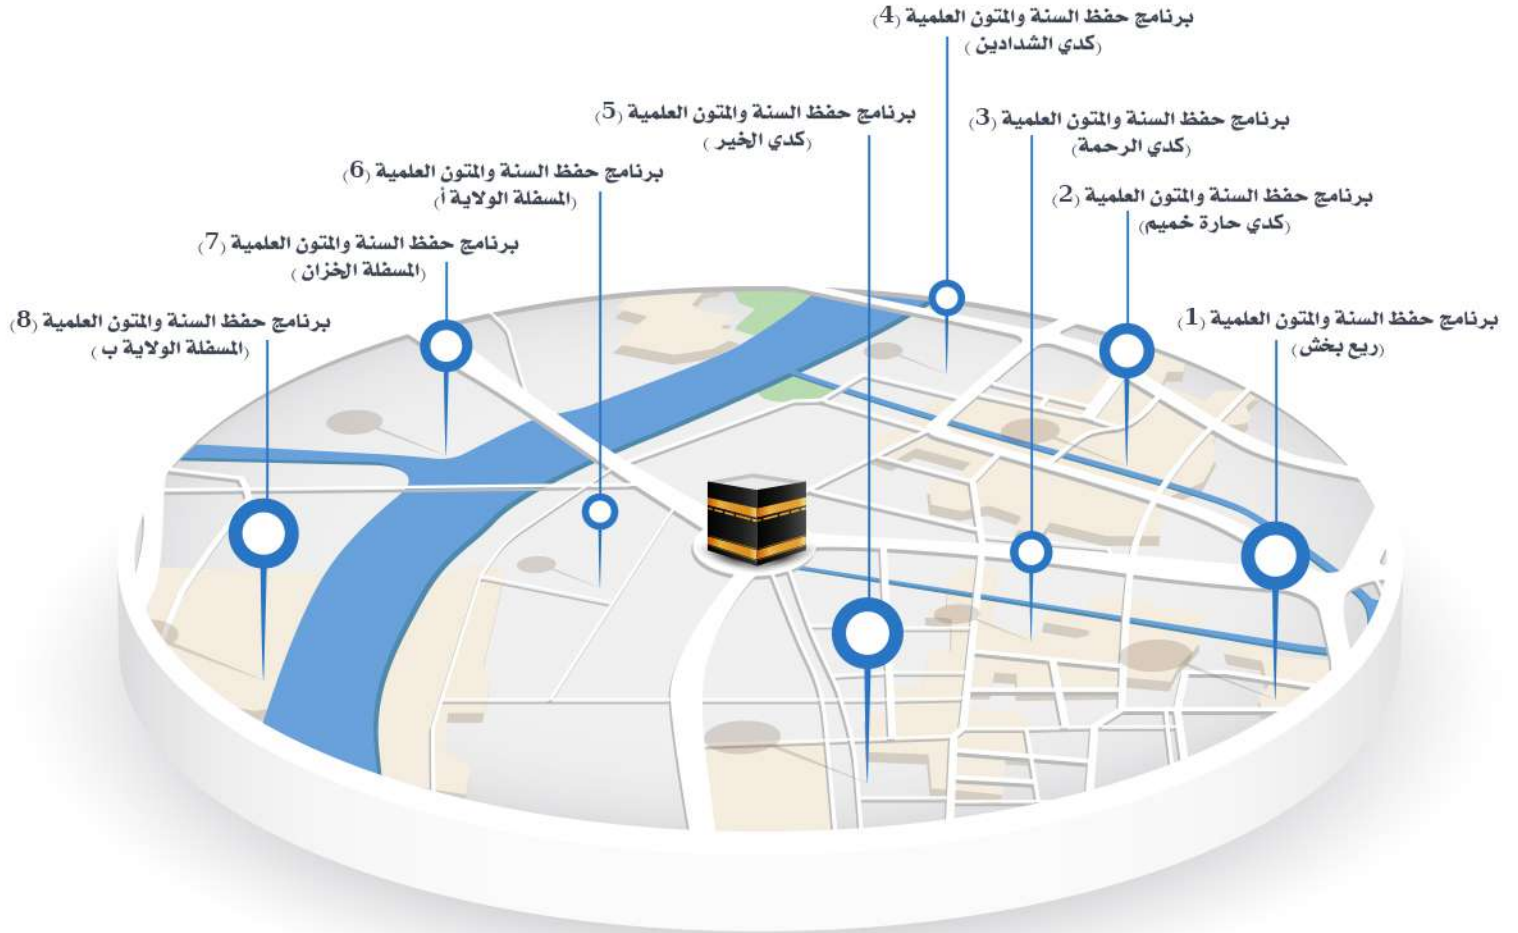 برنامج حفظ السنة والمتون العلمية (4)
(كدي الشدادين )
برنامج حفظ السنة والمتون العلمية (5)
(كدي الخير )
برنامج حفظ السنة والمتون العلمية (3)
(كدي الرحمة)
برنامج حفظ السنة والمتون العلمية (6)
(المسفلة الولاية أ)
برنامج حفظ السنة والمتون العلمية (2)
(كدي حارة خميم)
برنامج حفظ السنة والمتون العلمية (7)
(المسفلة الخزان )
برنامج حفظ السنة والمتون العلمية (1)
(ريع بخش)
برنامج حفظ السنة والمتون العلمية (8)
(المسفلة الولاية ب )